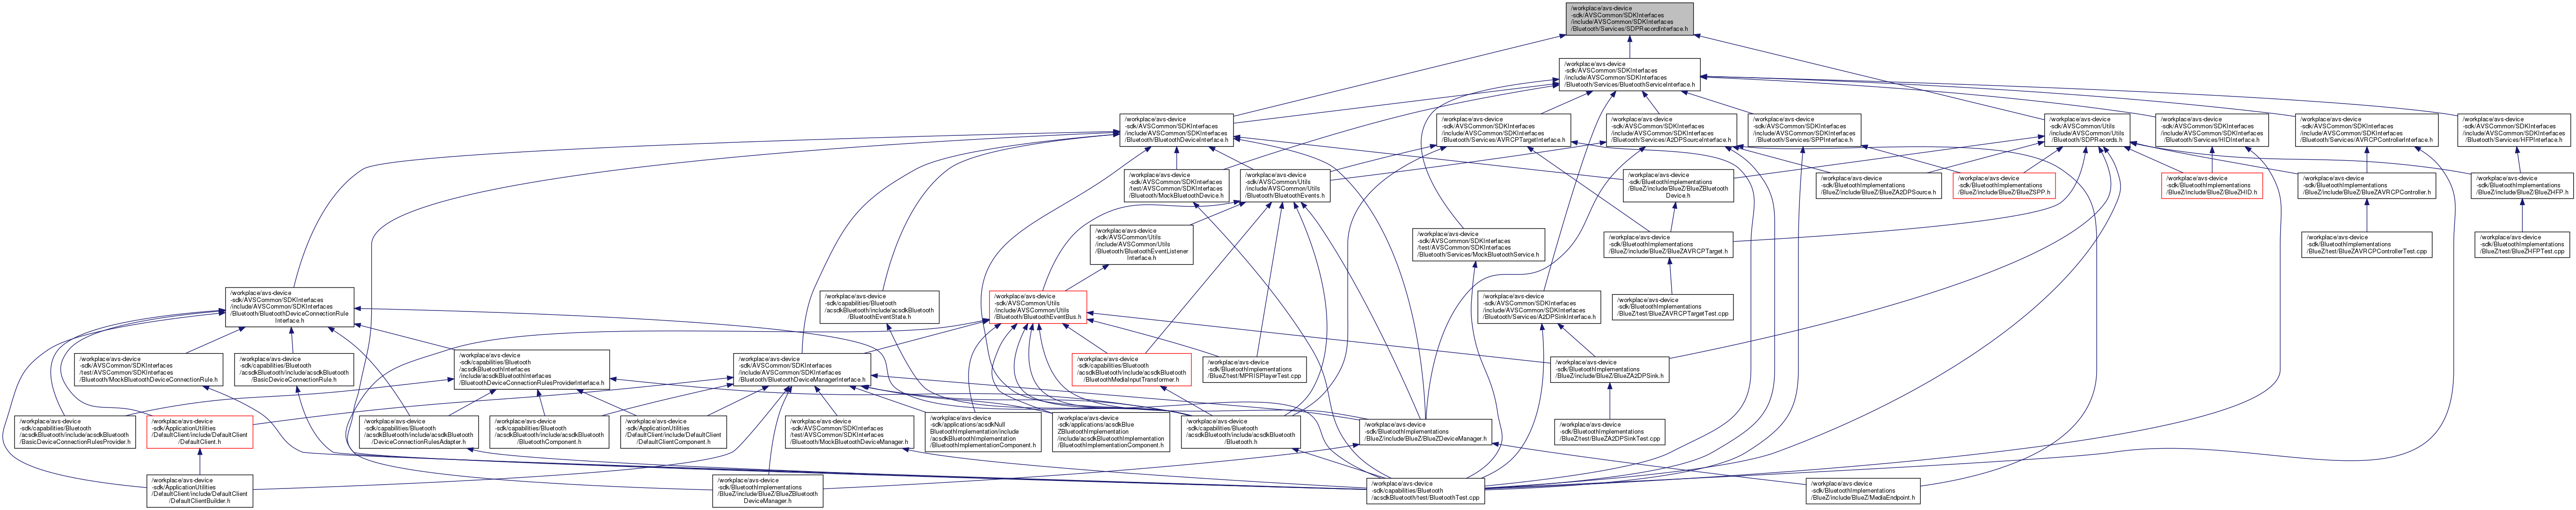 /workplace/avs-device
-sdk/AVSCommon/SDKInterfaces
/include/AVSCommon/SDKInterfaces
/Bluetooth/Services/SDPRecordInterface.h
/workplace/avs-device
-sdk/AVSCommon/SDKInterfaces
/include/AVSCommon/SDKInterfaces
/Bluetooth/Services/BluetoothServiceInterface.h
/workplace/avs-device
-sdk/AVSCommon/SDKInterfaces
/include/AVSCommon/SDKInterfaces
/Bluetooth/BluetoothDeviceInterface.h
/workplace/avs-device
-sdk/AVSCommon/SDKInterfaces
/include/AVSCommon/SDKInterfaces
/Bluetooth/Services/AVRCPTargetInterface.h
/workplace/avs-device
-sdk/AVSCommon/SDKInterfaces
/include/AVSCommon/SDKInterfaces
/Bluetooth/Services/A2DPSourceInterface.h
/workplace/avs-device
-sdk/AVSCommon/SDKInterfaces
/include/AVSCommon/SDKInterfaces
/Bluetooth/Services/SPPInterface.h
/workplace/avs-device
-sdk/AVSCommon/Utils
/include/AVSCommon/Utils
/Bluetooth/SDPRecords.h
/workplace/avs-device
-sdk/AVSCommon/SDKInterfaces
/include/AVSCommon/SDKInterfaces
/Bluetooth/Services/HIDInterface.h
/workplace/avs-device
-sdk/AVSCommon/SDKInterfaces
/include/AVSCommon/SDKInterfaces
/Bluetooth/Services/AVRCPControllerInterface.h
/workplace/avs-device
-sdk/AVSCommon/SDKInterfaces
/include/AVSCommon/SDKInterfaces
/Bluetooth/Services/HFPInterface.h
/workplace/avs-device
-sdk/AVSCommon/SDKInterfaces
/test/AVSCommon/SDKInterfaces
/Bluetooth/MockBluetoothDevice.h
/workplace/avs-device
-sdk/AVSCommon/Utils
/include/AVSCommon/Utils
/Bluetooth/BluetoothEvents.h
/workplace/avs-device
-sdk/BluetoothImplementations
/BlueZ/include/BlueZ/BlueZBluetooth
Device.h
/workplace/avs-device
-sdk/BluetoothImplementations
/BlueZ/include/BlueZ/BlueZA2DPSource.h
/workplace/avs-device
-sdk/BluetoothImplementations
/BlueZ/include/BlueZ/BlueZSPP.h
/workplace/avs-device
-sdk/BluetoothImplementations
/BlueZ/include/BlueZ/BlueZHID.h
/workplace/avs-device
-sdk/BluetoothImplementations
/BlueZ/include/BlueZ/BlueZAVRCPController.h
/workplace/avs-device
-sdk/BluetoothImplementations
/BlueZ/include/BlueZ/BlueZHFP.h
/workplace/avs-device
-sdk/AVSCommon/Utils
/include/AVSCommon/Utils
/Bluetooth/BluetoothEventListener
Interface.h
/workplace/avs-device
-sdk/AVSCommon/SDKInterfaces
/test/AVSCommon/SDKInterfaces
/Bluetooth/Services/MockBluetoothService.h
/workplace/avs-device
-sdk/BluetoothImplementations
/BlueZ/include/BlueZ/BlueZAVRCPTarget.h
/workplace/avs-device
-sdk/BluetoothImplementations
/BlueZ/test/BlueZAVRCPControllerTest.cpp
/workplace/avs-device
-sdk/BluetoothImplementations
/BlueZ/test/BlueZHFPTest.cpp
/workplace/avs-device
-sdk/AVSCommon/SDKInterfaces
/include/AVSCommon/SDKInterfaces
/Bluetooth/BluetoothDeviceConnectionRule
Interface.h
/workplace/avs-device
-sdk/capabilities/Bluetooth
/acsdkBluetooth/include/acsdkBluetooth
/BluetoothEventState.h
/workplace/avs-device
-sdk/AVSCommon/Utils
/include/AVSCommon/Utils
/Bluetooth/BluetoothEventBus.h
/workplace/avs-device
-sdk/AVSCommon/SDKInterfaces
/include/AVSCommon/SDKInterfaces
/Bluetooth/Services/A2DPSinkInterface.h
/workplace/avs-device
-sdk/BluetoothImplementations
/BlueZ/test/BlueZAVRCPTargetTest.cpp
/workplace/avs-device
-sdk/AVSCommon/SDKInterfaces
/test/AVSCommon/SDKInterfaces
/Bluetooth/MockBluetoothDeviceConnectionRule.h
/workplace/avs-device
-sdk/capabilities/Bluetooth
/acsdkBluetooth/include/acsdkBluetooth
/BasicDeviceConnectionRule.h
/workplace/avs-device
-sdk/capabilities/Bluetooth
/acsdkBluetoothInterfaces
/include/acsdkBluetoothInterfaces
/BluetoothDeviceConnectionRulesProviderInterface.h
/workplace/avs-device
-sdk/AVSCommon/SDKInterfaces
/include/AVSCommon/SDKInterfaces
/Bluetooth/BluetoothDeviceManagerInterface.h
/workplace/avs-device
-sdk/capabilities/Bluetooth
/acsdkBluetooth/include/acsdkBluetooth
/BluetoothMediaInputTransformer.h
/workplace/avs-device
-sdk/BluetoothImplementations
/BlueZ/test/MPRISPlayerTest.cpp
/workplace/avs-device
-sdk/BluetoothImplementations
/BlueZ/include/BlueZ/BlueZA2DPSink.h
/workplace/avs-device
-sdk/capabilities/Bluetooth
/acsdkBluetooth/include/acsdkBluetooth
/BasicDeviceConnectionRulesProvider.h
/workplace/avs-device
-sdk/ApplicationUtilities
/DefaultClient/include/DefaultClient
/DefaultClient.h
/workplace/avs-device
-sdk/capabilities/Bluetooth
/acsdkBluetooth/include/acsdkBluetooth
/DeviceConnectionRulesAdapter.h
/workplace/avs-device
-sdk/capabilities/Bluetooth
/acsdkBluetooth/include/acsdkBluetooth
/BluetoothComponent.h
/workplace/avs-device
-sdk/ApplicationUtilities
/DefaultClient/include/DefaultClient
/DefaultClientComponent.h
/workplace/avs-device
-sdk/AVSCommon/SDKInterfaces
/test/AVSCommon/SDKInterfaces
/Bluetooth/MockBluetoothDeviceManager.h
/workplace/avs-device
-sdk/applications/acsdkNull
BluetoothImplementation/include
/acsdkBluetoothImplementation
/BluetoothImplementationComponent.h
/workplace/avs-device
-sdk/applications/acsdkBlue
ZBluetoothImplementation
/include/acsdkBluetoothImplementation
/BluetoothImplementationComponent.h
/workplace/avs-device
-sdk/capabilities/Bluetooth
/acsdkBluetooth/include/acsdkBluetooth
/Bluetooth.h
/workplace/avs-device
-sdk/BluetoothImplementations
/BlueZ/include/BlueZ/BlueZDeviceManager.h
/workplace/avs-device
-sdk/BluetoothImplementations
/BlueZ/test/BlueZA2DPSinkTest.cpp
/workplace/avs-device
-sdk/ApplicationUtilities
/DefaultClient/include/DefaultClient
/DefaultClientBuilder.h
/workplace/avs-device
-sdk/BluetoothImplementations
/BlueZ/include/BlueZ/BlueZBluetooth
DeviceManager.h
/workplace/avs-device
-sdk/capabilities/Bluetooth
/acsdkBluetooth/test/BluetoothTest.cpp
/workplace/avs-device
-sdk/BluetoothImplementations
/BlueZ/include/BlueZ/MediaEndpoint.h